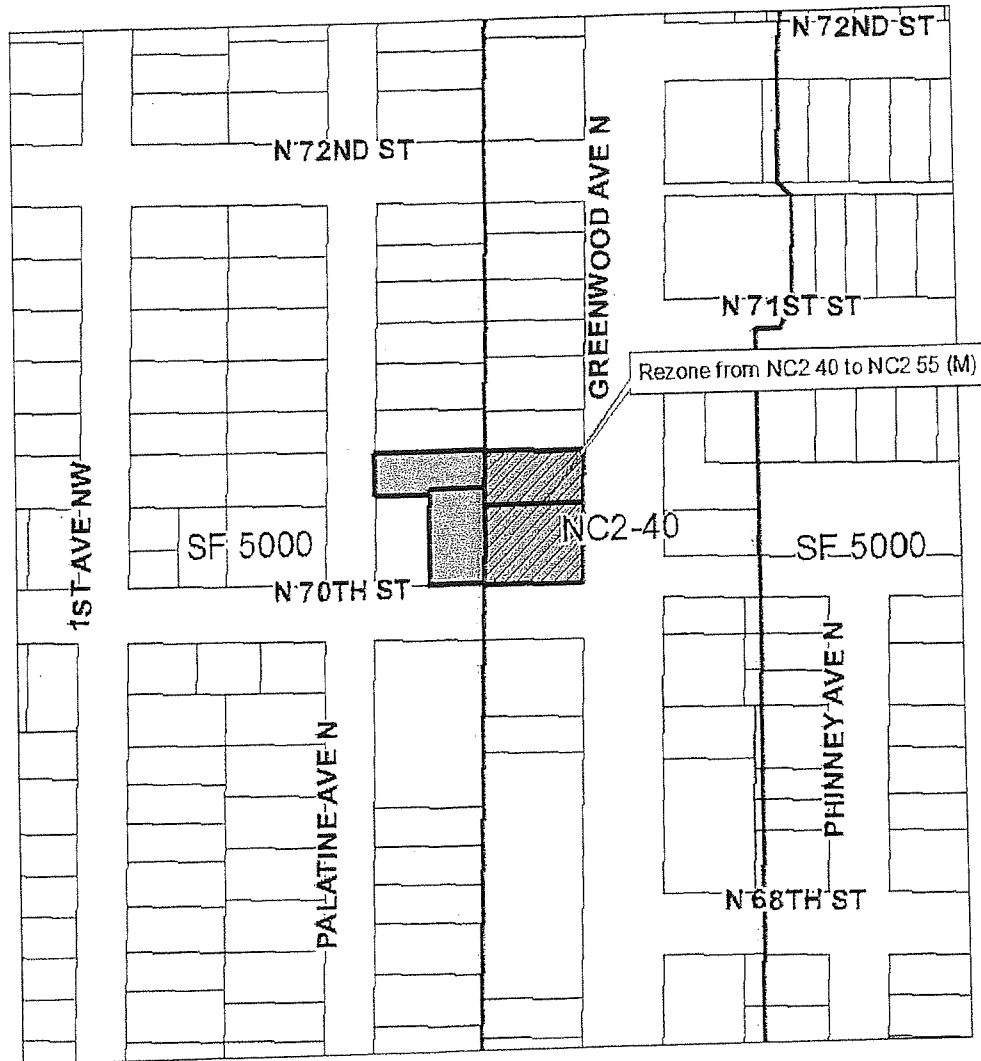 N 72ND ST
N 72ND ST
GREENWOOD AVE N
N 71ST ST
Rezone from NC2 40 to NC2 55 (M)
1ST AVE NW
SF 5000
NC2-40
SF 5000
N 70TH ST
PALATINE AVE N
PHINNEY AVE N
N 68TH ST